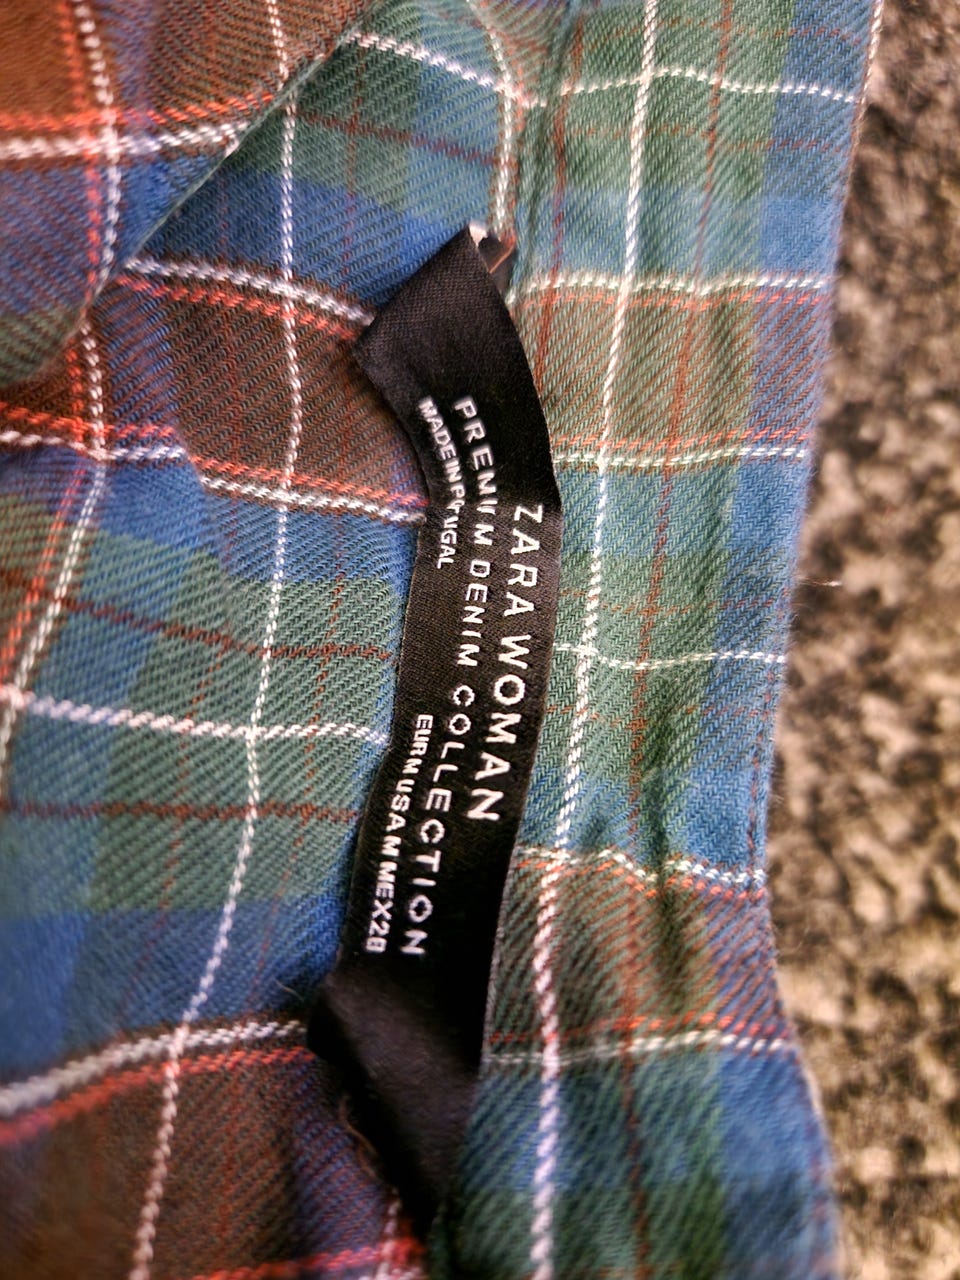 ZARA WOMAN
PREMIUM DENIM COLLECTION
MADE IN PORTUGAL
EUR M USA M MEX 28